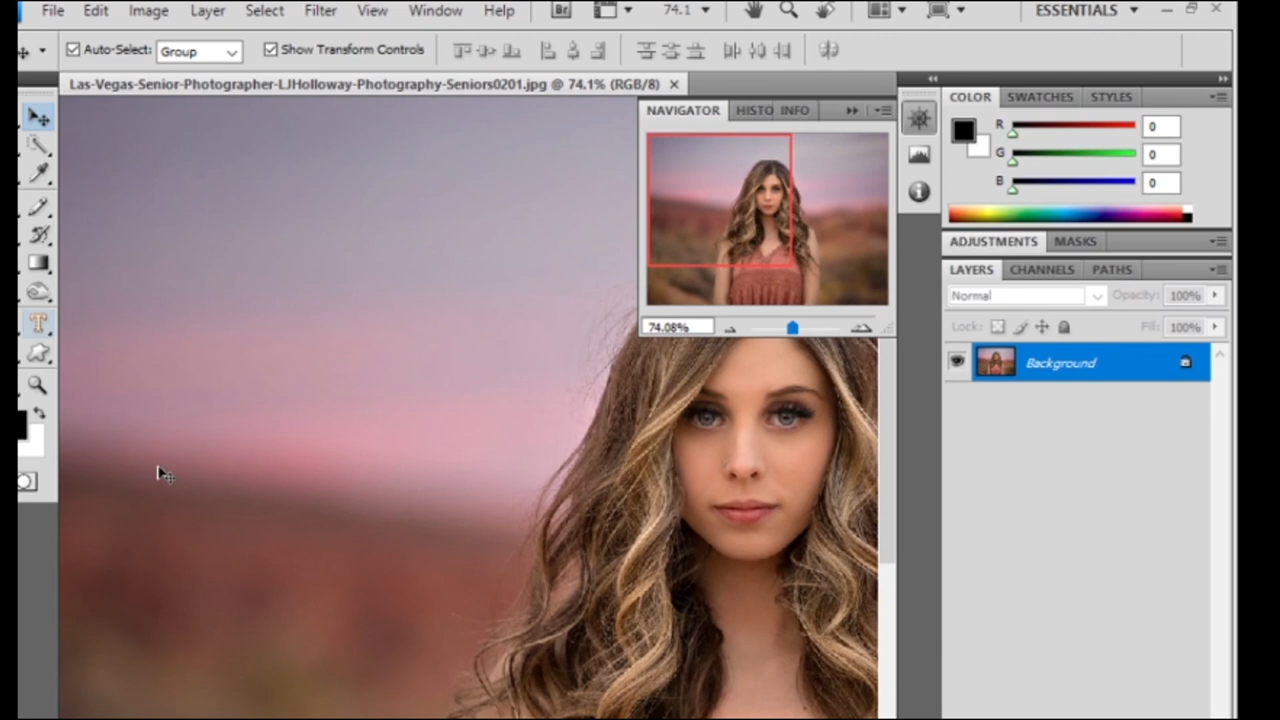 File Edit Image Layer Select Filter View Window Help Br 74.1 ESSENTIALS
Auto-Select: Group Show Transform Controls
Las-Vegas-Senior-Photographer-LJHolloway-Photography-Seniors0201.jpg @ 74.1% (RGB/8)
NAVIGATOR HISTO INFO
74.08%
COLOR SWATCHES STYLES
R 0
G 0
B 0
ADJUSTMENTS MASKS
LAYERS CHANNELS PATHS
Normal Opacity: 100%
Lock: Fill: 100%
Background